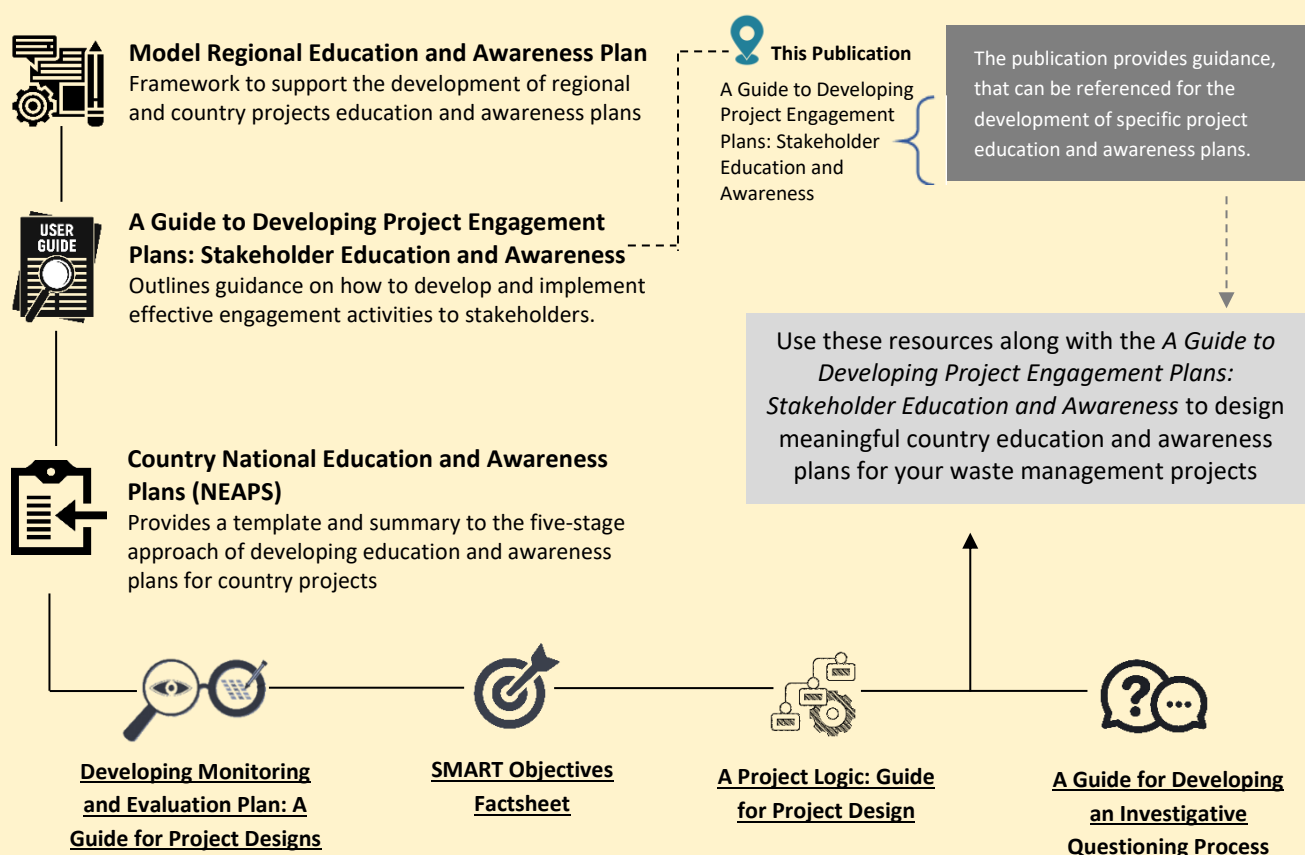 Model Regional Education and Awareness Plan
Framework to support the development of regional
and country projects education and awareness plans
This Publication
A Guide to Developing
Project Engagement
Plans: Stakeholder
Education and
Awareness
The publication provides guidance,
that can be referenced for the
development of specific project
education and awareness plans.
USER
GUIDE
A Guide to Developing Project Engagement
Plans: Stakeholder Education and Awareness
Outlines guidance on how to develop and implement
effective engagement activities to stakeholders.
Use these resources along with the A Guide to
Developing Project Engagement Plans:
Stakeholder Education and Awareness to design
meaningful country education and awareness
plans for your waste management projects
Country National Education and Awareness
Plans (NEAPS)
Provides a template and summary to the five-stage
approach of developing education and awareness
plans for country projects
Developing Monitoring
and Evaluation Plan: A
Guide for Project Designs
SMART Objectives
Factsheet
A Project Logic: Guide
for Project Design
A Guide for Developing
an Investigative
Questioning Process